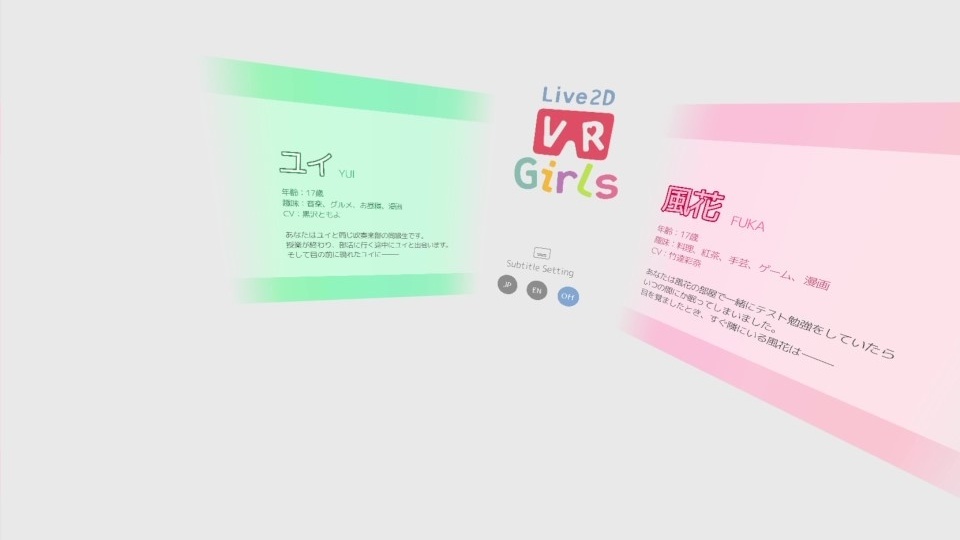 ユイ YUI
年齢：17歳
趣味：音楽、グルメ、お昼寝、漫画
CV：黒沢ともよ
あなたはユイと同じ吹奏楽部の同級生です。
授業が終わり、部活に行く途中にユイと出会います。
そして目の前に現れたユイに――
Live2D
VR
Girls
Subtitle Setting
JP EN Off
風花 FUKA
年齢：17歳
趣味：料理、紅茶、手芸、ゲーム、漫画
CV：竹達彩奈
あなたは風花の部屋で一緒にテスト勉強をしていたら
いつの間にか眠ってしまいました。
目を覚ましたとき、すぐ隣にいる風花は――